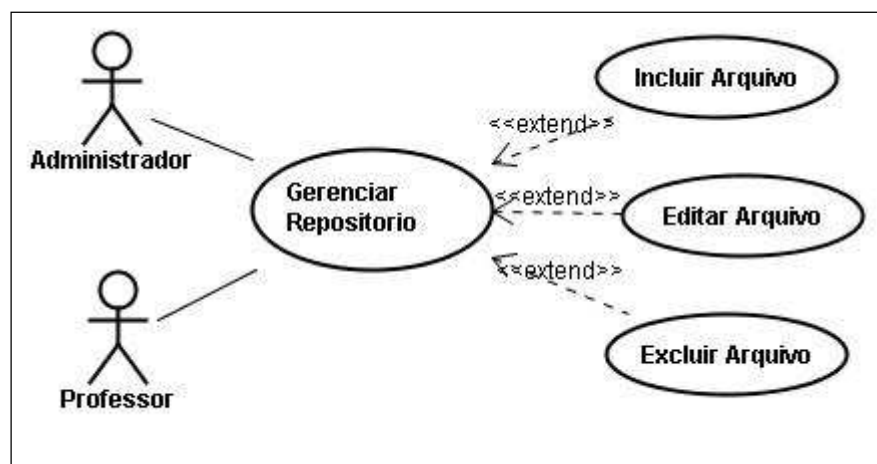 Administrador
Professor
Gerenciar
Repositorio
<<extend>>
<<extend>>
<<extend>>
Incluir Arquivo
Editar Arquivo
Excluir Arquivo